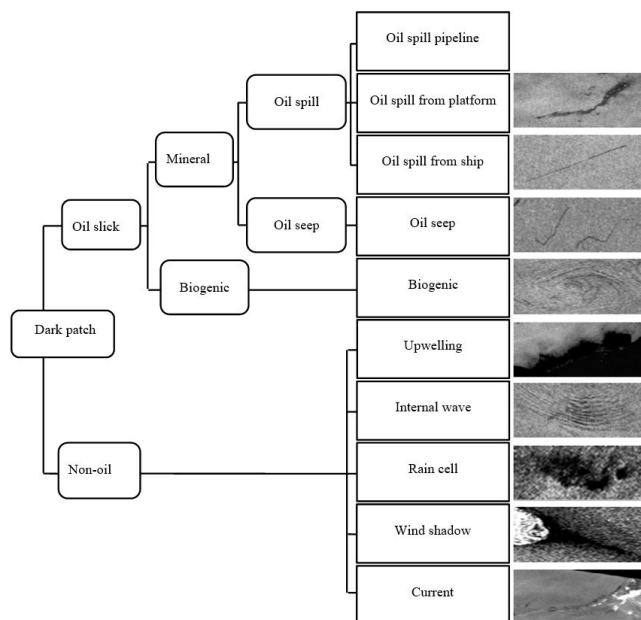 Oil spill pipeline
Oil spill
Oil spill from platform
Mineral
Oil spill from ship
Oil slick
Oil seep
Oil seep
Biogenic
Biogenic
Dark patch
Upwelling
Internal wave
Non-oil
Rain cell
Wind shadow
Current